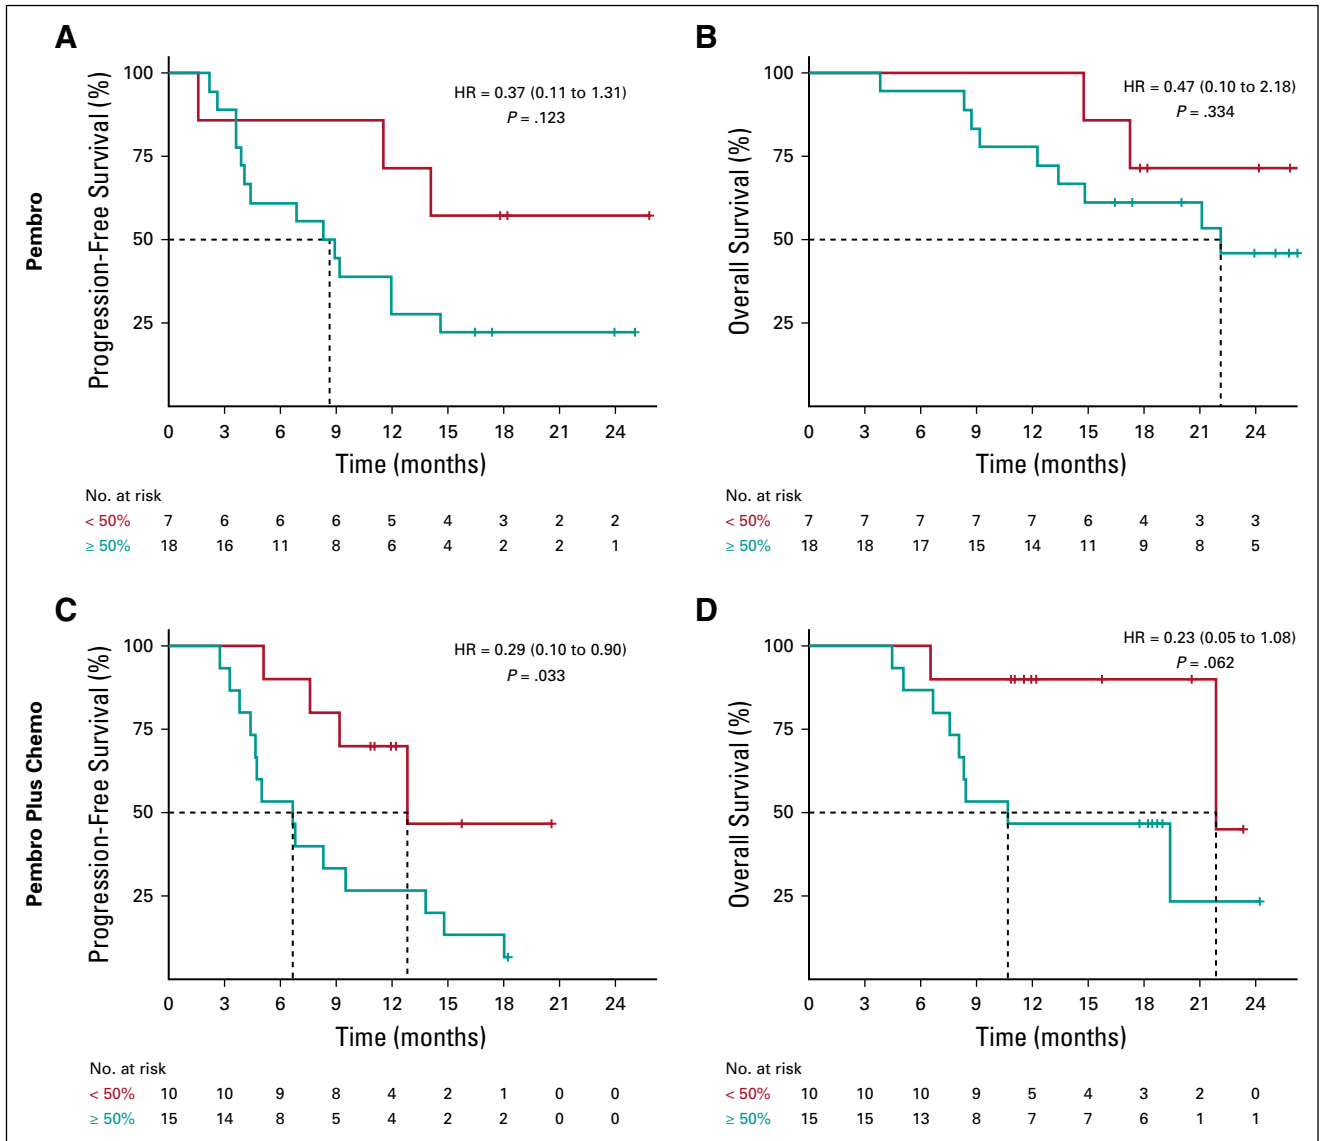 A
Pembro
Progression-Free Survival (%)
100
75
50
25
HR = 0.37 (0.11 to 1.31)
P = .123
0 3 6 9 12 15 18 21 24
Time (months)
No. at risk
< 50% 7 6 6 6 5 4 3 2 2
≥ 50% 18 16 11 8 6 4 2 2 1
B
Overall Survival (%)
100
75
50
25
HR = 0.47 (0.10 to 2.18)
P = .334
0 3 6 9 12 15 18 21 24
Time (months)
No. at risk
< 50% 7 7 7 7 7 6 4 3 3
≥ 50% 18 18 17 15 14 11 9 8 5
C
Pembro Plus Chemo
Progression-Free Survival (%)
100
75
50
25
HR = 0.29 (0.10 to 0.90)
P = .033
0 3 6 9 12 15 18 21 24
Time (months)
No. at risk
< 50% 10 10 9 8 4 2 1 0 0
≥ 50% 15 14 8 5 4 2 2 0 0
D
Overall Survival (%)
100
75
50
25
HR = 0.23 (0.05 to 1.08)
P = .062
0 3 6 9 12 15 18 21 24
Time (months)
No. at risk
< 50% 10 10 10 9 5 4 3 2 0
≥ 50% 15 15 13 8 7 7 6 1 1